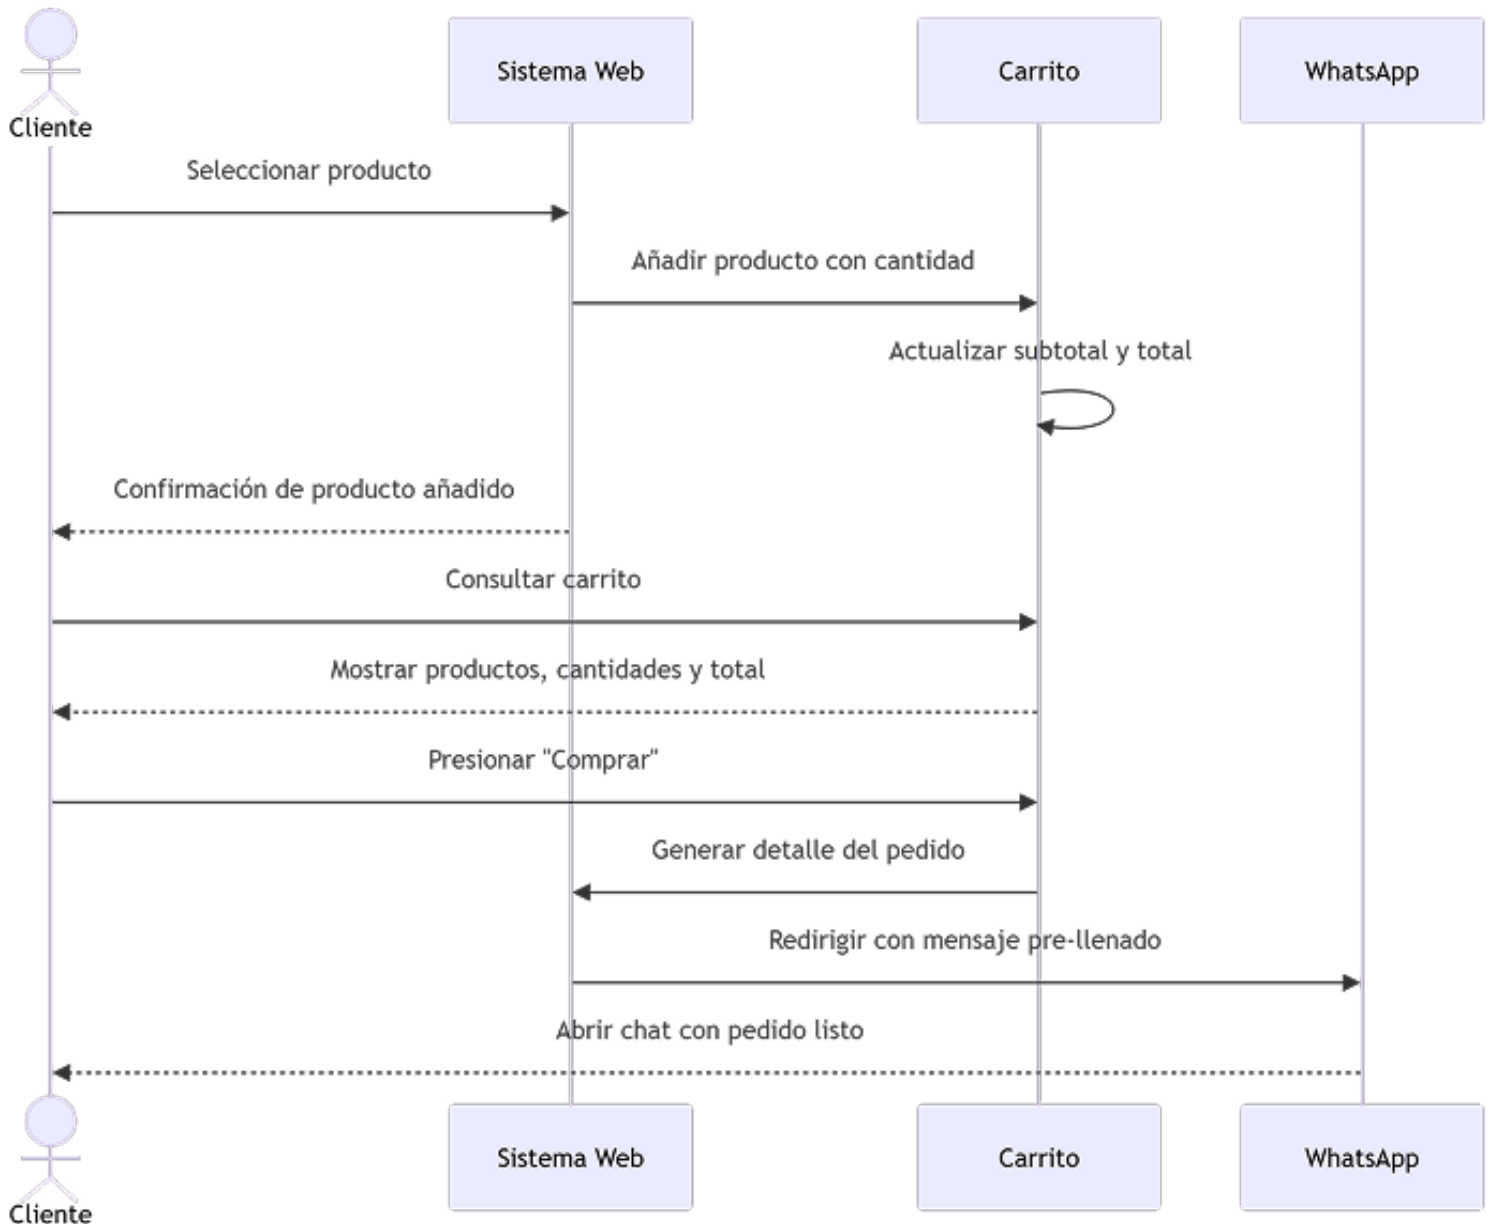 Cliente
Sistema Web
Carrito
WhatsApp
Seleccionar producto
Añadir producto con cantidad
Actualizar subtotal y total
Confirmación de producto añadido
Consultar carrito
Mostrar productos, cantidades y total
Presionar "Comprar"
Generar detalle del pedido
Redirigir con mensaje pre-llenado
Abrir chat con pedido listo
Cliente
Sistema Web
Carrito
WhatsApp